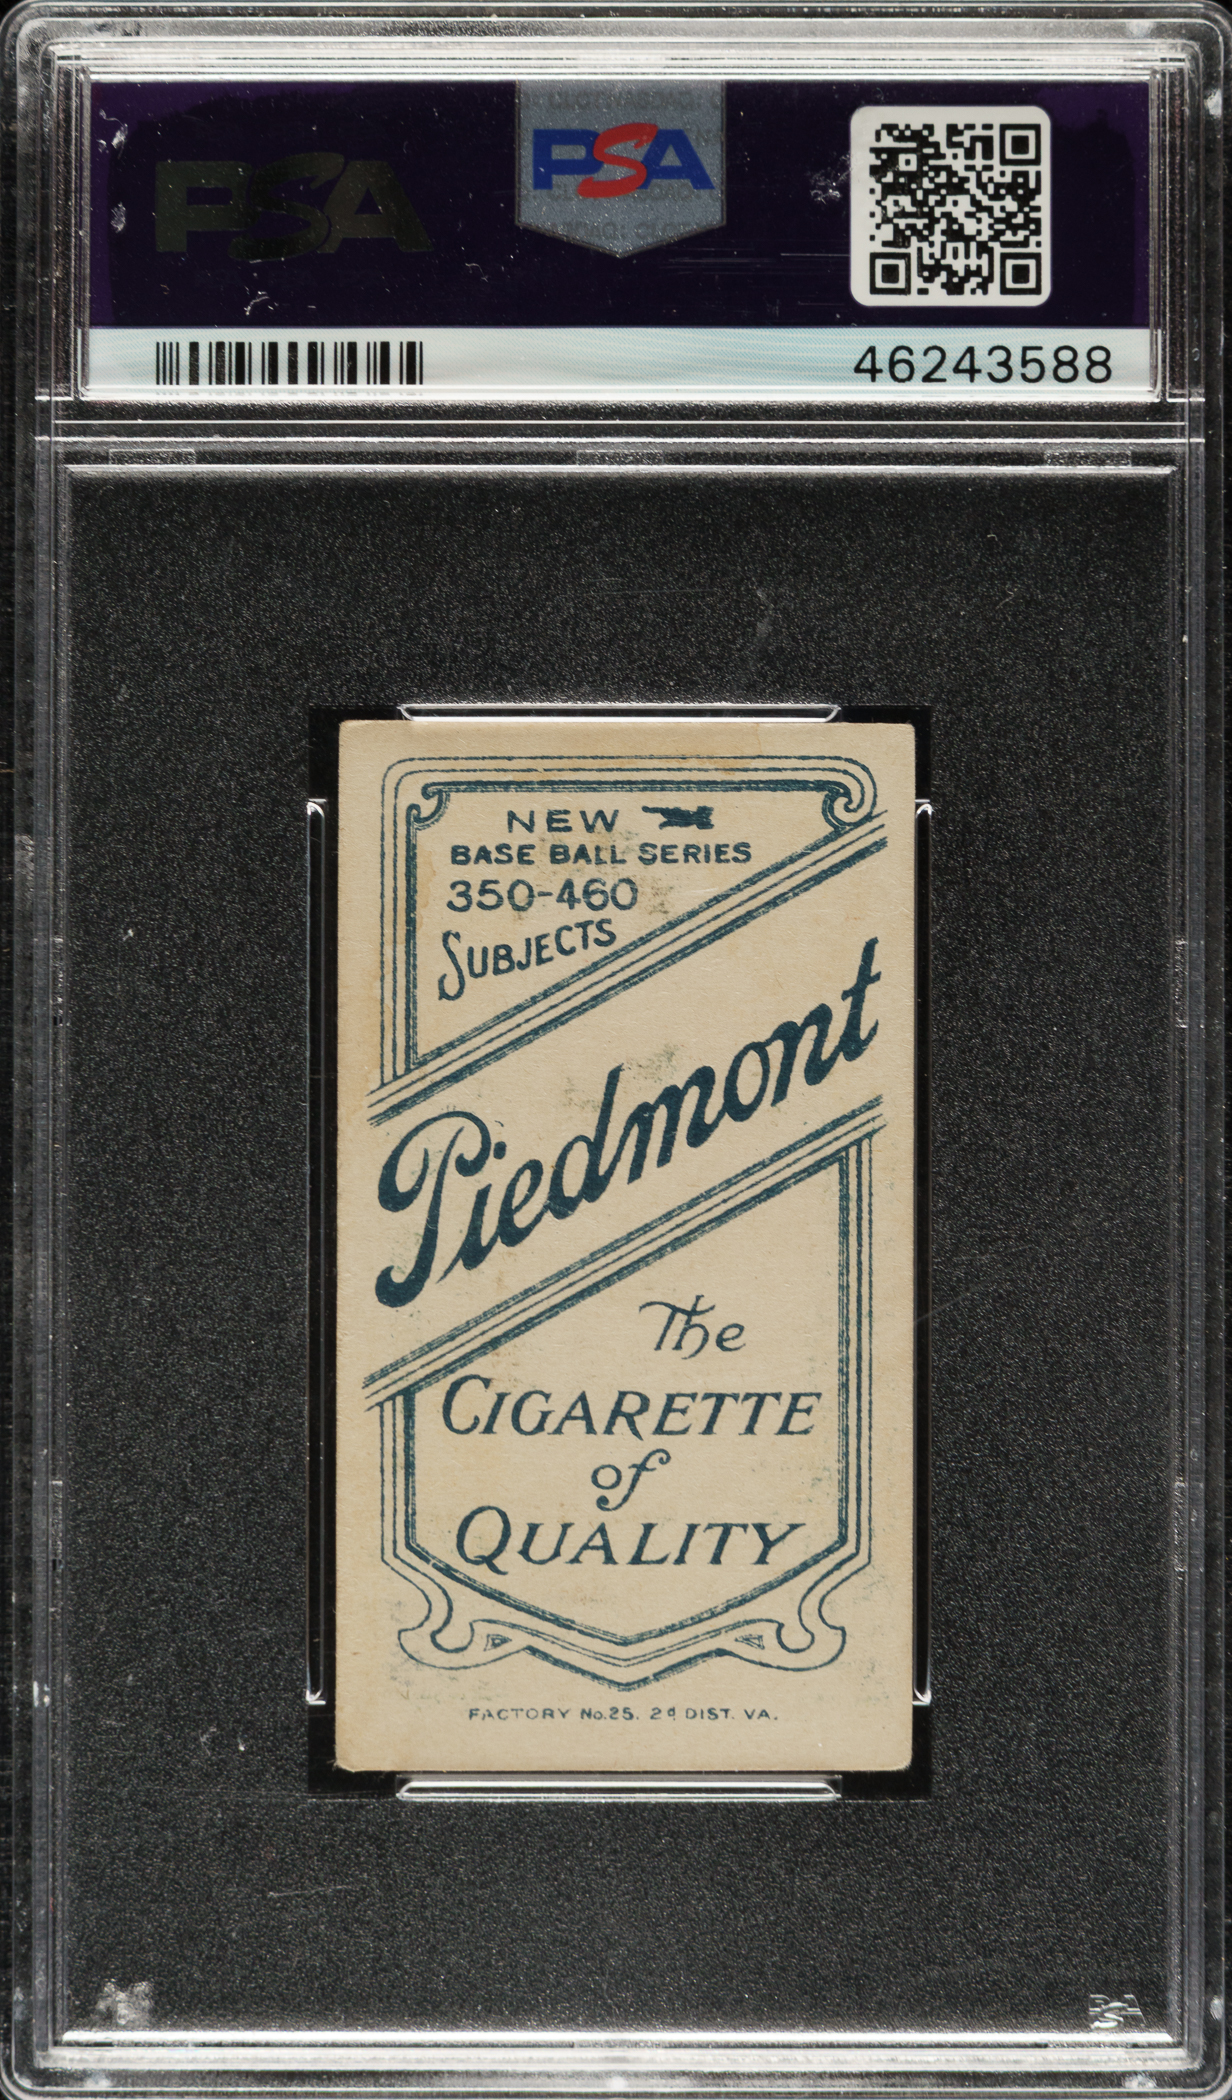 PSA
PSA
46243588
NEW
BASE BALL SERIES
350-460
SUBJECTS
Piedmont
The
CIGARETTE
of
QUALITY
FACTORY No. 25. 2d DIST. VA.
PSA